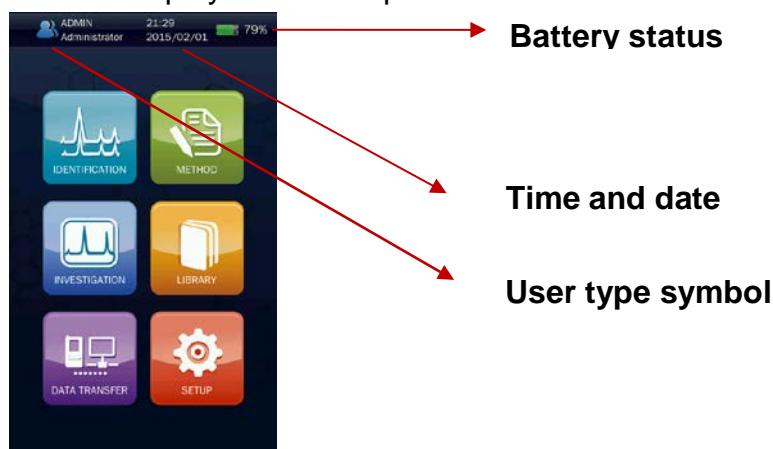 ADMIN 21:29 79%
Administrator 2015/02/01
Battery status
IDENTIFICATION METHOD
Time and date
INVESTIGATION LIBRARY
User type symbol
DATA TRANSFER SETUP